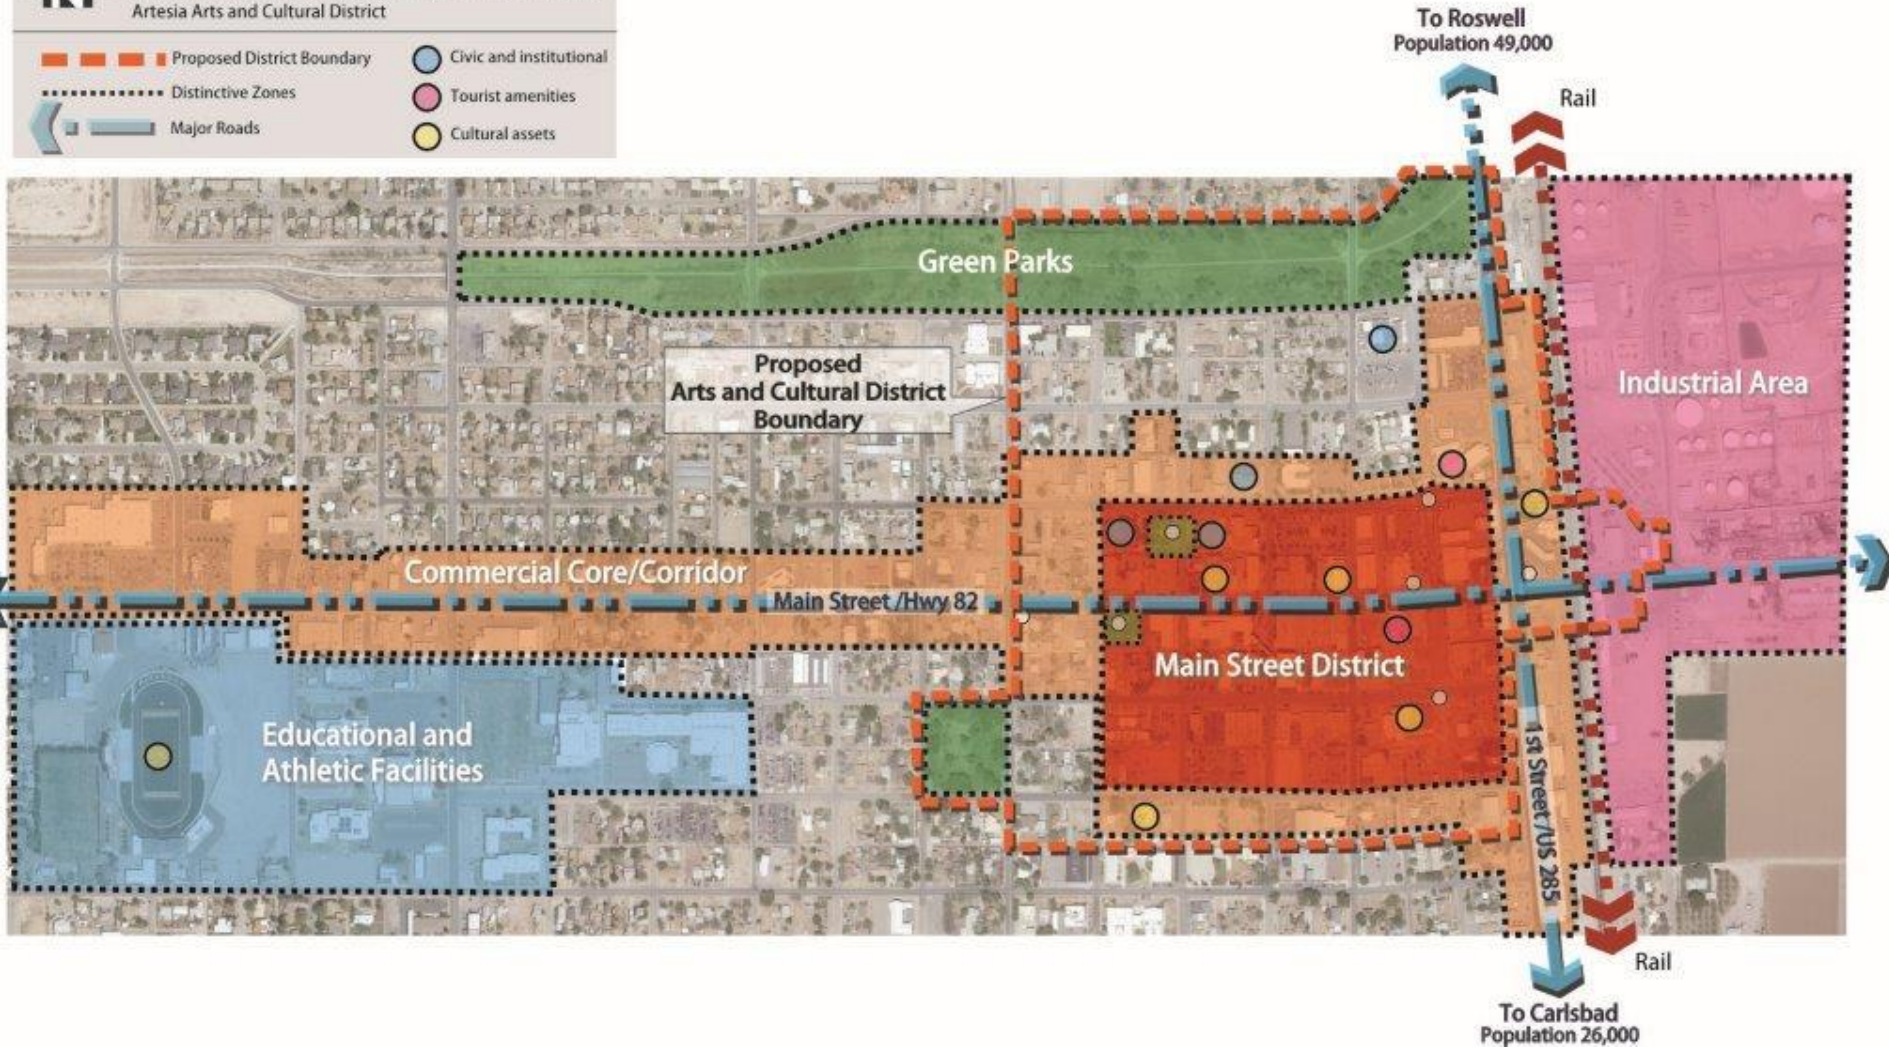 Artesia Arts and Cultural District
Proposed District Boundary
Distinctive Zones
Major Roads
Civic and institutional
Tourist amenities
Cultural assets
To Roswell
Population 49,000
Rail
Green Parks
Proposed
Arts and Cultural District
Boundary
Industrial Area
Commercial Core/Corridor
Main Street /Hwy 82
Main Street District
Educational and
Athletic Facilities
1st Street /US 285
Rail
To Carlsbad
Population 26,000